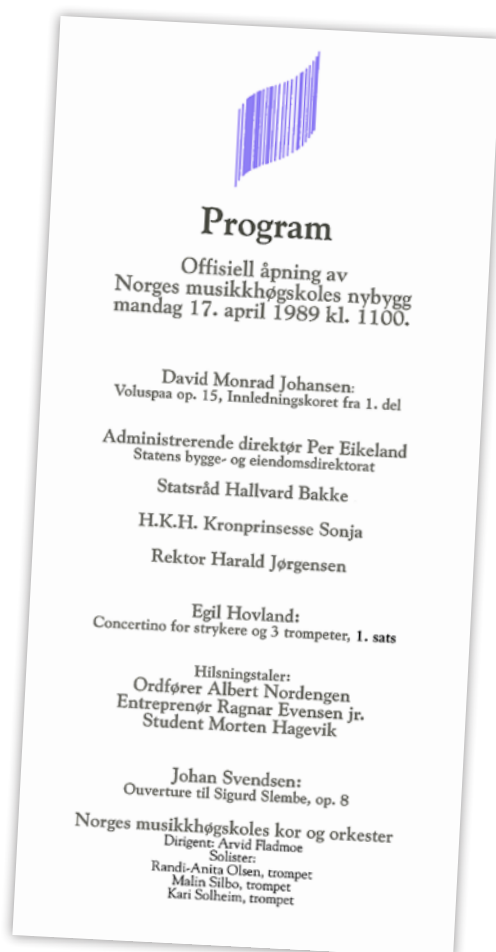 Program
Offisiell åpning av
Norges musikkhøgskoles nybygg
mandag 17. april 1989 kl. 1100.
David Monrad Johansen:
Voluspaa op. 15, Innledningskoret fra 1. del
Administrerende direktør Per Eikeland
Statens bygge- og eiendomsdirektorat
Statsråd Hallvard Bakke
H.K.H. Kronprinsesse Sonja
Rektor Harald Jørgensen
Egil Hovland:
Concertino for strykere og 3 trompeter, 1. sats
Hilsningstaler:
Ordfører Albert Nordengen
Entreprenør Ragnar Evensen jr.
Student Morten Hagevik
Johan Svendsen:
Ouverture til Sigurd Slembe, op. 8
Norges musikkhøgskoles kor og orkester
Dirigent: Arvid Fladmoe
Solister:
Randi-Anita Olsen, trompet
Malin Silbo, trompet
Kari Solheim, trompet